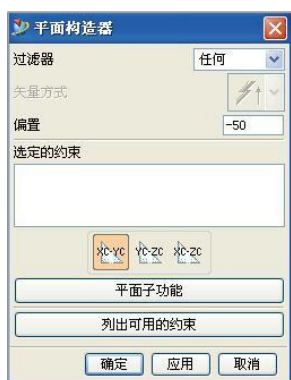 平面构造器
过滤器 任何
矢量方式
偏置 -50
选定的约束
XC-YC YC-ZC XC-ZC
平面子功能
列出可用的约束
确定 应用 取消